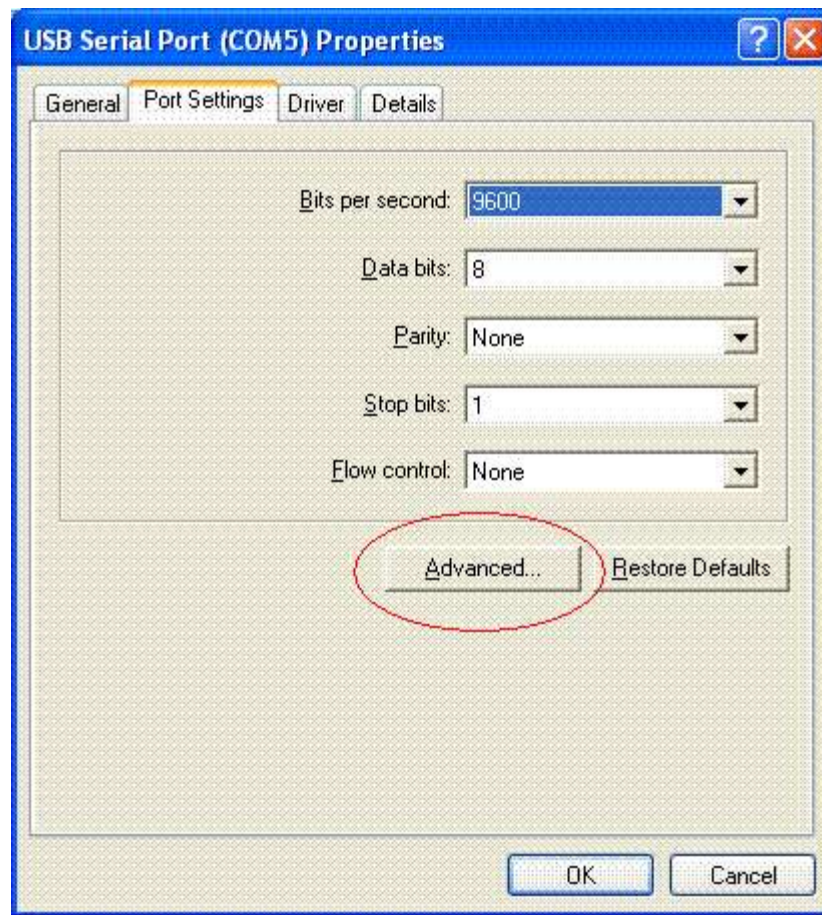 USB Serial Port (COM5) Properties
General Port Settings Driver Details
Bits per second: 9600
Data bits: 8
Parity: None
Stop bits: 1
Flow control: None
Advanced... Restore Defaults
OK Cancel